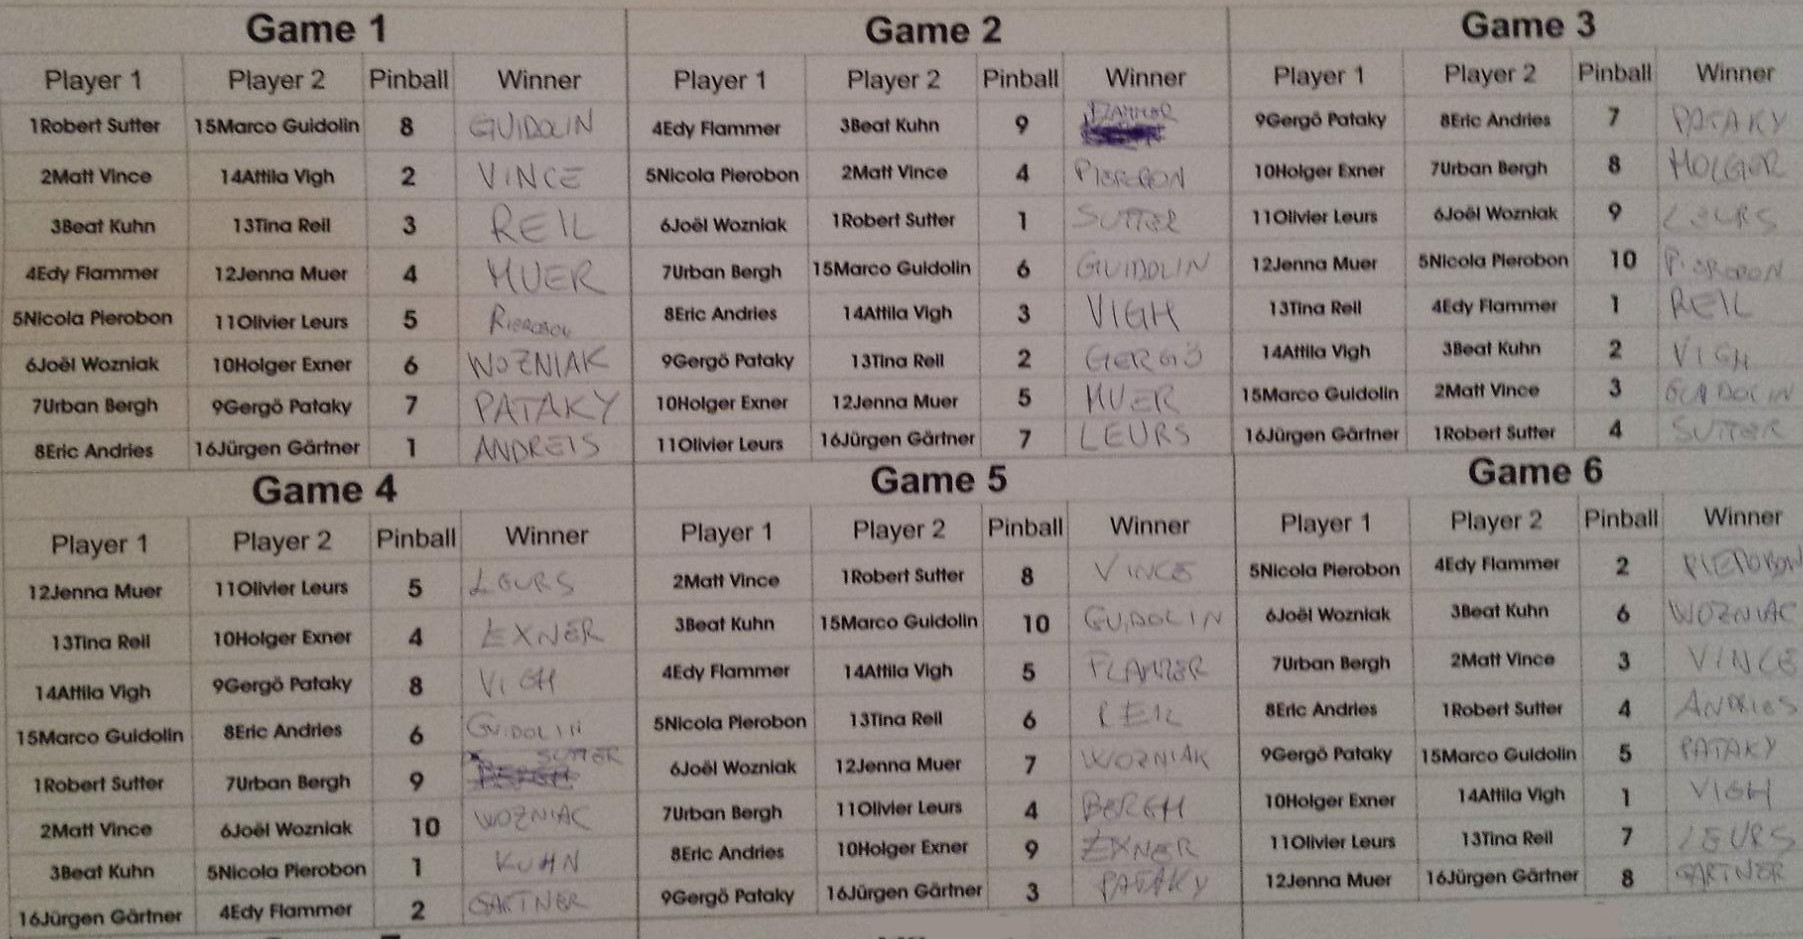 Game 1
Player 1 Player 2 Pinball Winner
1Robert Sutter 15Marco Guidolin 8 GUIDOLIN
2Matt Vince 14Attila Vigh 2 VINCE
3Beat Kuhn 13Tina Reil 3 REIL
4Edy Flammer 12Jenna Muer 4 MUER
5Nicola Pierobon 11Olivier Leurs 5 PIEROBON
6Joël Wozniak 10Holger Exner 6 WOZNIAK
7Urban Bergh 9Gergö Pataky 7 PATAKY
8Eric Andries 16Jürgen Gärtner 1 ANDREIS
Game 2
Player 1 Player 2 Pinball Winner
4Edy Flammer 3Beat Kuhn 9 FLAMMER
5Nicola Pierobon 2Matt Vince 4 PIEROBON
6Joël Wozniak 1Robert Sutter 1 SUTTER
7Urban Bergh 15Marco Guidolin 6 GUIDOLIN
8Eric Andries 14Attila Vigh 3 VIGH
9Gergö Pataky 13Tina Reil 2 GERGÖ
10Holger Exner 12Jenna Muer 5 MUER
11Olivier Leurs 16Jürgen Gärtner 7 LEURS
Game 3
Player 1 Player 2 Pinball Winner
9Gergö Pataky 8Eric Andries 7 PATAKY
10Holger Exner 7Urban Bergh 8 HOLGER
11Olivier Leurs 6Joël Wozniak 9 LEURS
12Jenna Muer 5Nicola Pierobon 10 PIEROBON
13Tina Reil 4Edy Flammer 1 REIL
14Attila Vigh 3Beat Kuhn 2 VIGH
15Marco Guidolin 2Matt Vince 3
16Jürgen Gärtner 1Robert Sutter 4 SUTTER
Game 4
Player 1 Player 2 Pinball Winner
12Jenna Muer 11Olivier Leurs 5 LEURS
13Tina Reil 10Holger Exner 4 EXNER
14Attila Vigh 9Gergö Pataky 8 VIGH
15Marco Guidolin 8Eric Andries 6 GUIDOLIN
1Robert Sutter 7Urban Bergh 9 SUTTER
2Matt Vince 6Joël Wozniak 10 WOZNIAC
3Beat Kuhn 5Nicola Pierobon 1 KUHN
16Jürgen Gärtner 4Edy Flammer 2 GARTNER
Game 5
Player 1 Player 2 Pinball Winner
2Matt Vince 1Robert Sutter 8 VINCE
3Beat Kuhn 15Marco Guidolin 10 GUIDOLIN
4Edy Flammer 14Attila Vigh 5 FLAMMER
5Nicola Pierobon 13Tina Reil 6 REIL
6Joël Wozniak 12Jenna Muer 7 WOZNIAK
7Urban Bergh 11Olivier Leurs 4 BERGH
8Eric Andries 10Holger Exner 9 EXNER
9Gergö Pataky 16Jürgen Gärtner 3 PATAKY
Game 6
Player 1 Player 2 Pinball Winner
5Nicola Pierobon 4Edy Flammer 2 PIEROBON
6Joël Wozniak 3Beat Kuhn 6 WOZNIAC
7Urban Bergh 2Matt Vince 3 VINCE
8Eric Andries 1Robert Sutter 4 ANDRIES
9Gergö Pataky 15Marco Guidolin 5 PATAKY
10Holger Exner 14Attila Vigh 1 VIGH
11Olivier Leurs 13Tina Reil 7 LEURS
12Jenna Muer 16Jürgen Gärtner 8 GARTNER